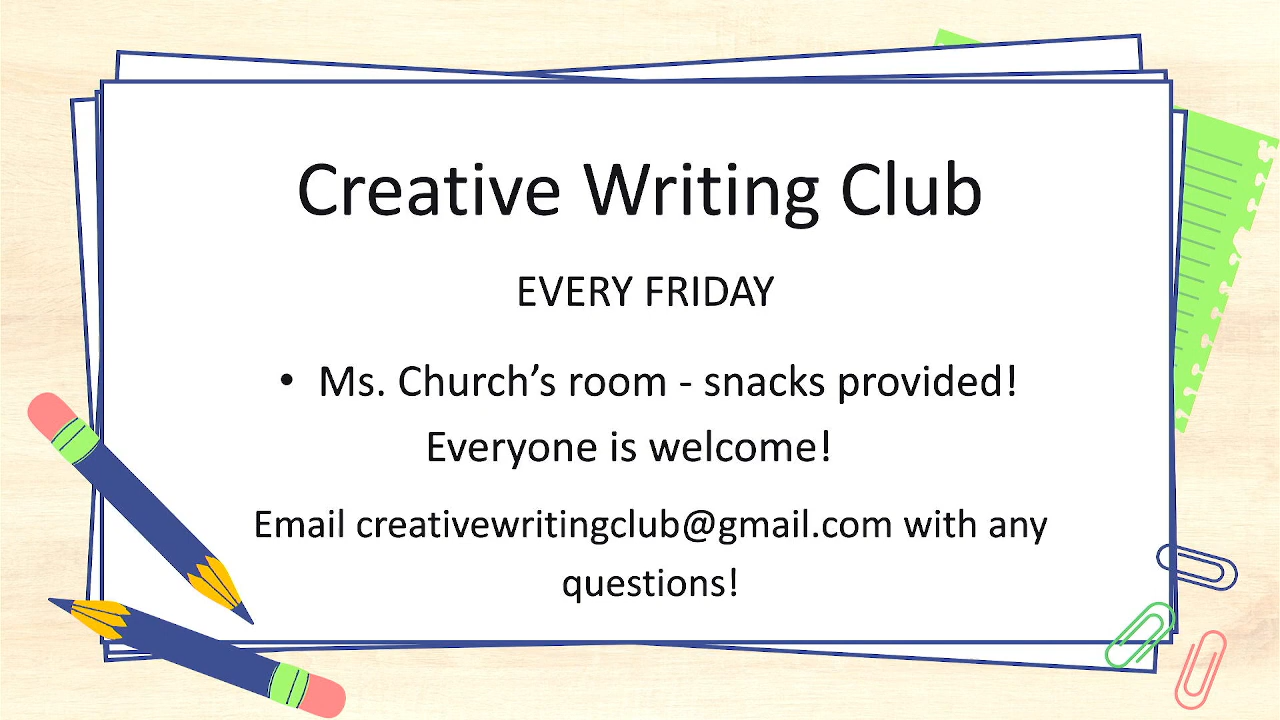 Creative Writing Club
EVERY FRIDAY
• Ms. Church’s room - snacks provided!
Everyone is welcome!
Email creativewritingclub@gmail.com with any
questions!